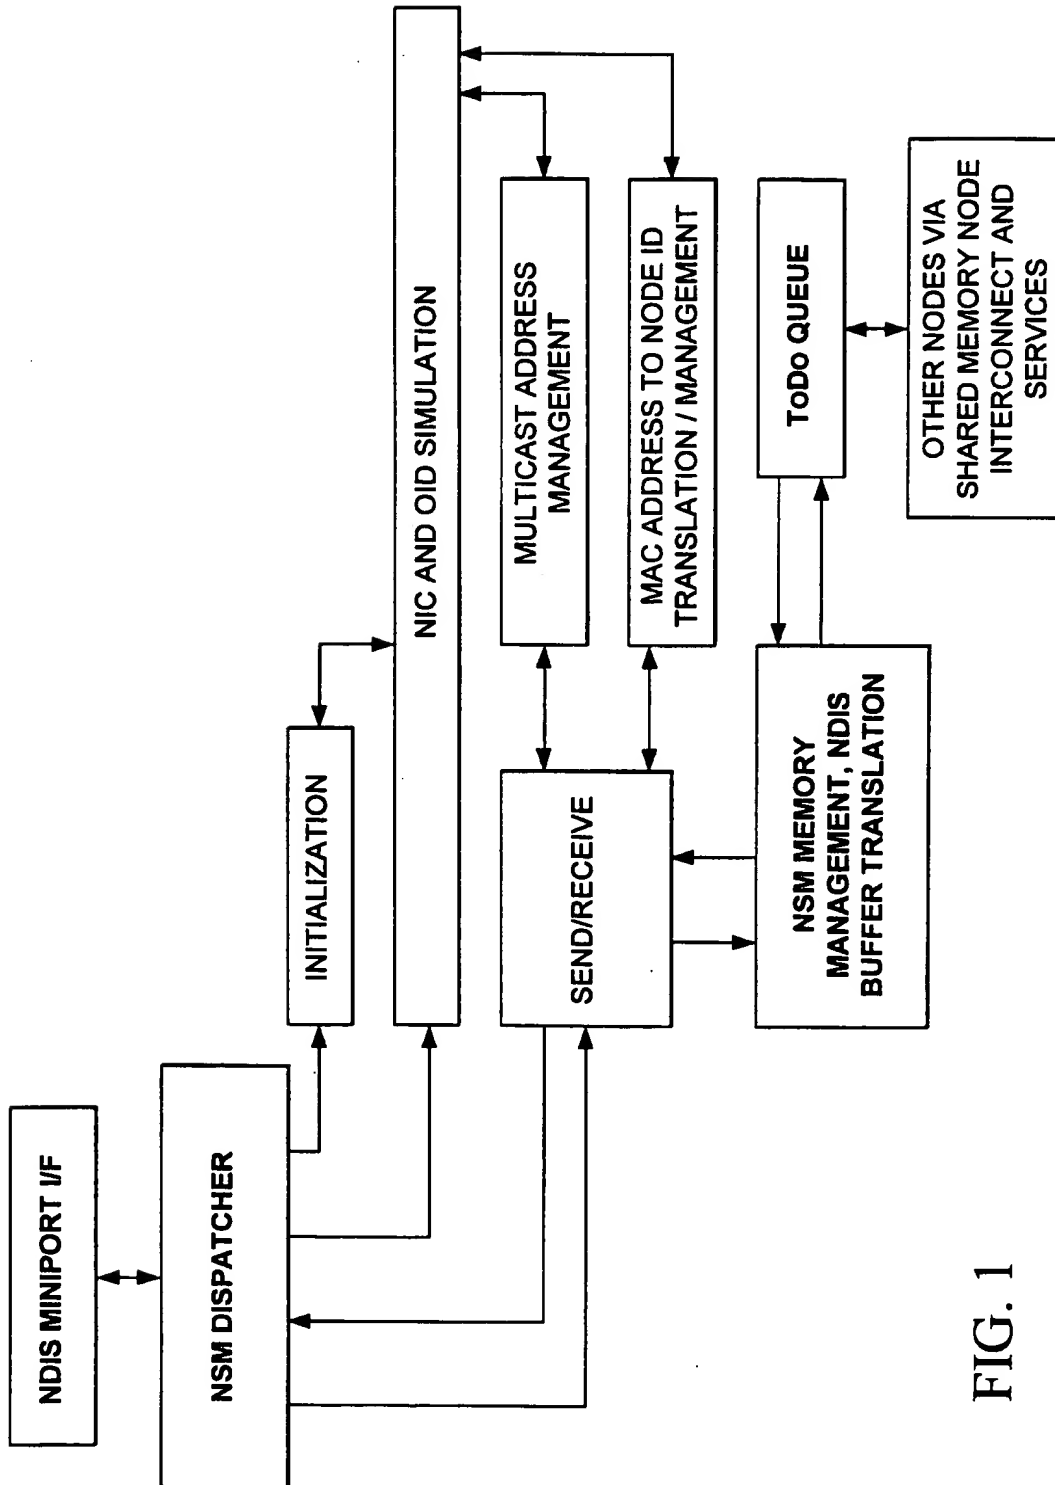 NDIS MINIPORT I/F
NSM DISPATCHER
INITIALIZATION
NIC AND OID SIMULATION
SEND/RECEIVE
MULTICAST ADDRESS
MANAGEMENT
MAC ADDRESS TO NODE ID
TRANSLATION / MANAGEMENT
NSM MEMORY
MANAGEMENT, NDIS
BUFFER TRANSLATION
ToDo QUEUE
OTHER NODES VIA
SHARED MEMORY NODE
INTERCONNECT AND
SERVICES
FIG. 1